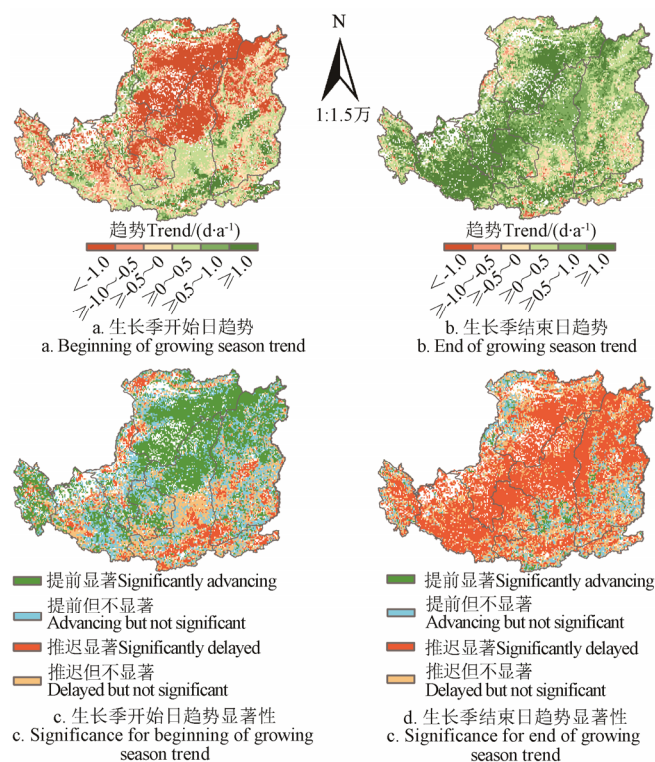 N
1:1.5万
趋势Trend/(d·a⁻¹)
<-1.0
≥-1.0~-0.5
≥-0.5~0
≥0~0.5
≥0.5~1.0
≥1.0
a. 生长季开始日趋势
a. Beginning of growing season trend
趋势Trend/(d·a⁻¹)
<-1.0
≥-1.0~-0.5
≥-0.5~0
≥0~0.5
≥0.5~1.0
≥1.0
b. 生长季结束日趋势
b. End of growing season trend
提前显著Significantly advancing
提前但不显著
Advancing but not significant
推迟显著Significantly delayed
推迟但不显著
Delayed but not significant
c. 生长季开始日趋势显著性
c. Significance for beginning of growing
season trend
提前显著Significantly advancing
提前但不显著
Advancing but not significant
推迟显著Significantly delayed
推迟但不显著
Delayed but not significant
d. 生长季结束日趋势显著性
c. Significance for end of growing
season trend